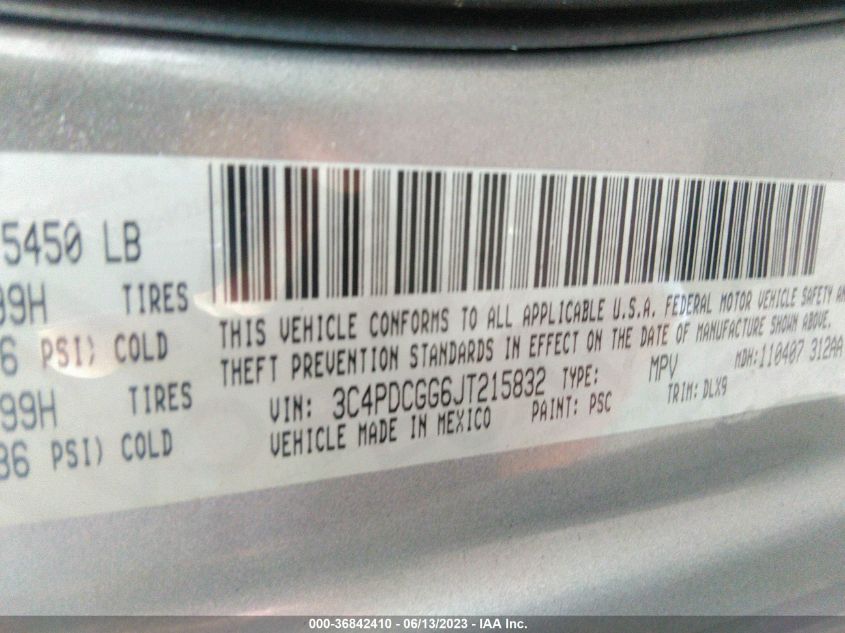 5450 LB
99H TIRES
6 PSI) COLD
99H TIRES
36 PSI) COLD
THIS VEHICLE CONFORMS TO ALL APPLICABLE U.S.A. FEDERAL MOTOR VEHICLE SAFETY AN
THEFT PREVENTION STANDARDS IN EFFECT ON THE DATE OF MANUFACTURE SHOWN ABOVE.
VIN: 3C4PDCGG6JT215832 TYPE: MPV MDH:110407 312AA
VEHICLE MADE IN MEXICO PAINT: PSC TRIM: DLX9
000-36842410 - 06/13/2023 - IAA Inc.